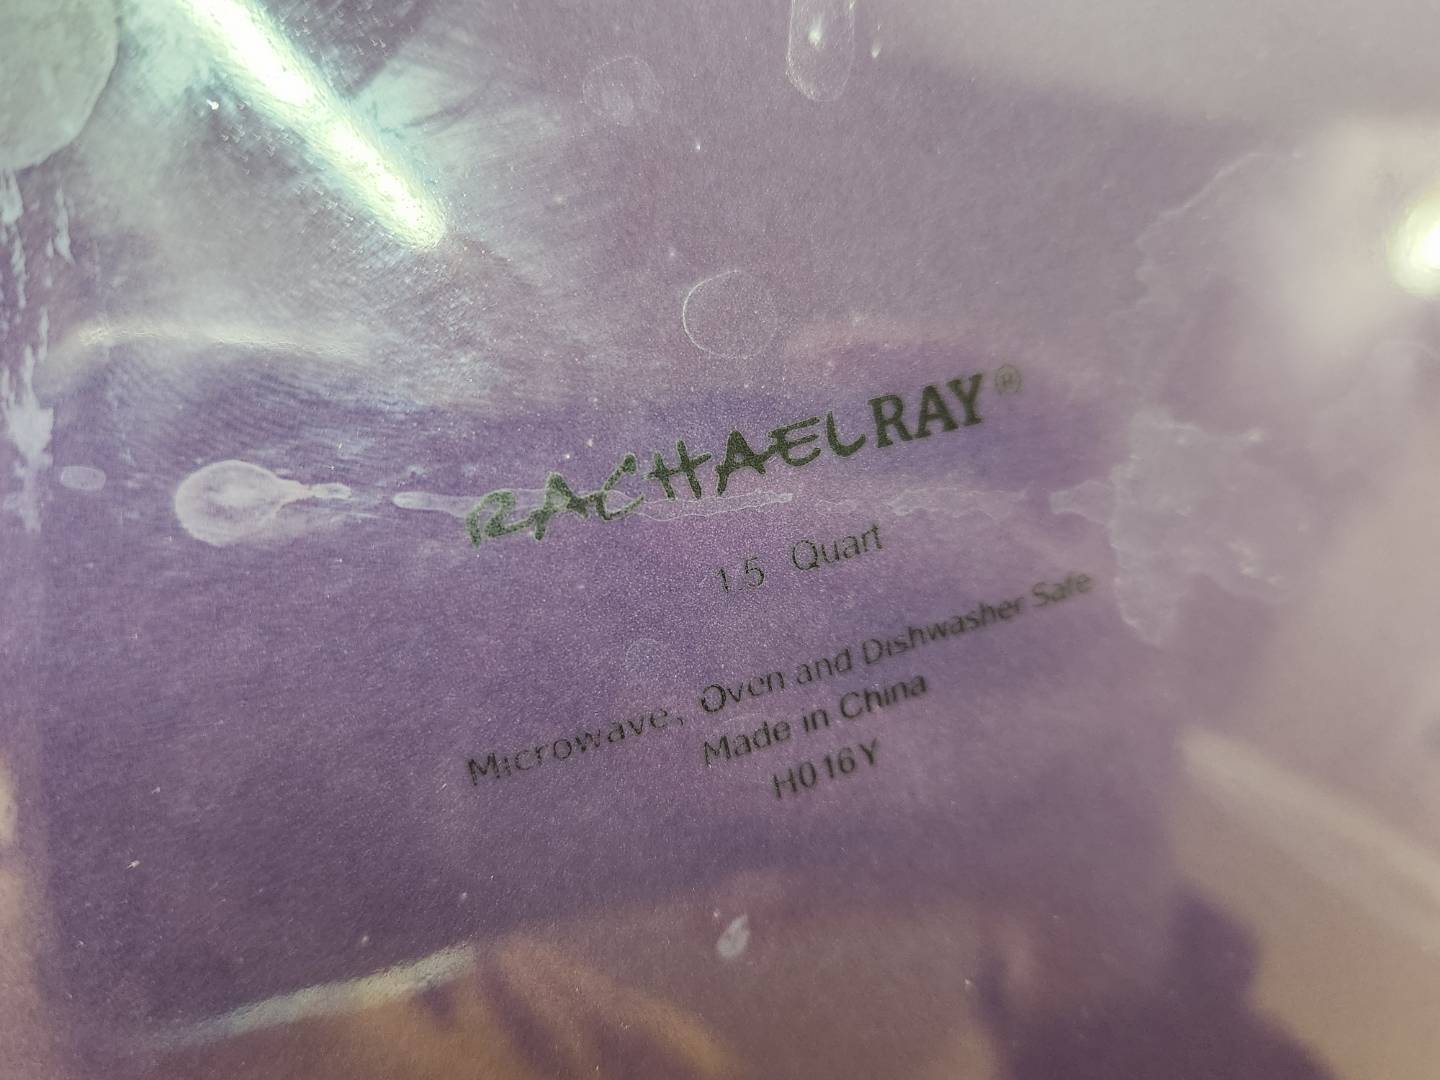 RACHAELRAY®
1.5 Quart
Microwave, Oven and Dishwasher Safe
Made in China
H016Y